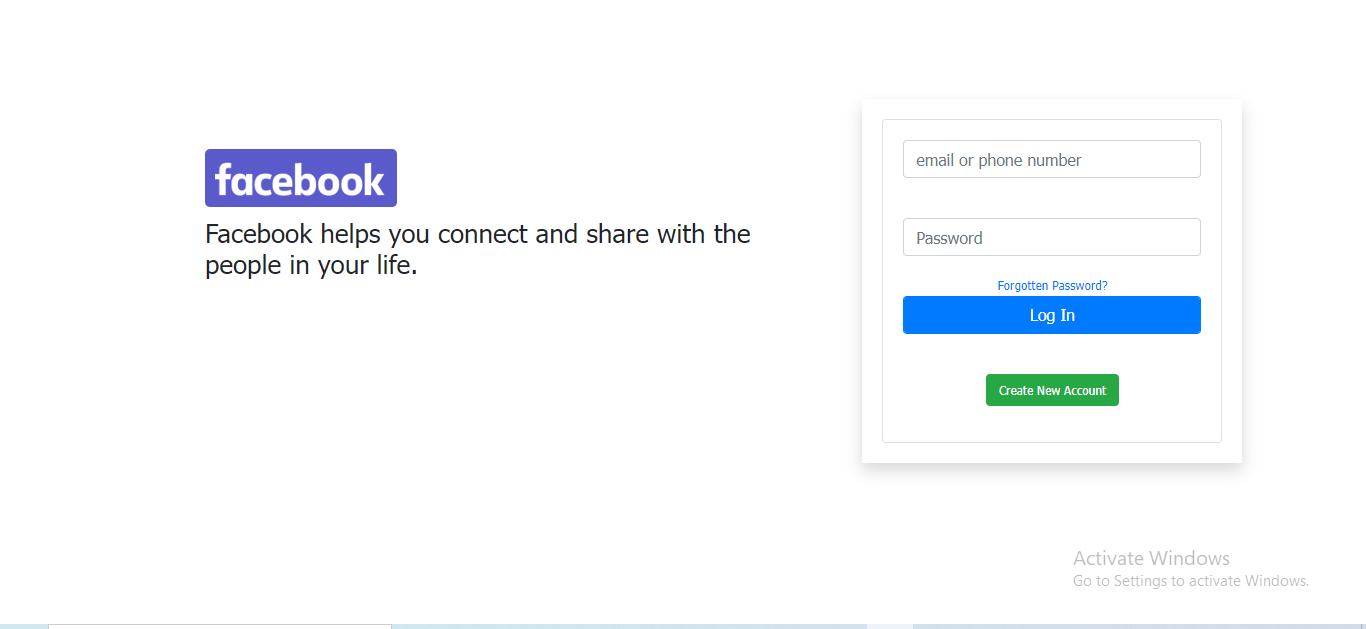 facebook
Facebook helps you connect and share with the
people in your life.
email or phone number
Password
Forgotten Password?
Log In
Create New Account
Activate Windows
Go to Settings to activate Windows.